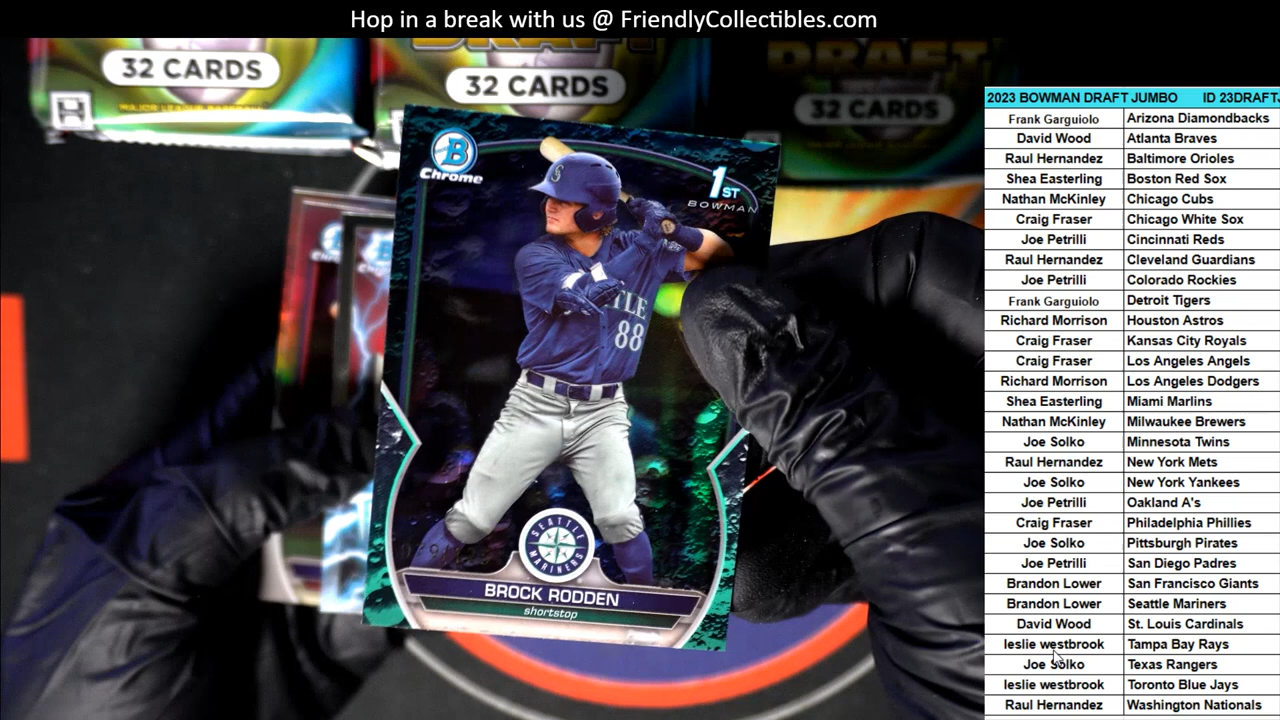 Hop in a break with us @ FriendlyCollectibles.com
32 CARDS
DRAFT
32 CARDS
DRAFT
32 CARDS
B
Chrome
1ST
BOWMAN
S
TLE
88
SEATTLE
MARINERS
BROCK RODDEN
shortstop
2023 BOWMAN DRAFT JUMBO ID 23DRAFT
Frank Garguiolo Arizona Diamondbacks
David Wood Atlanta Braves
Raul Hernandez Baltimore Orioles
Shea Easterling Boston Red Sox
Nathan McKinley Chicago Cubs
Craig Fraser Chicago White Sox
Joe Petrilli Cincinnati Reds
Raul Hernandez Cleveland Guardians
Joe Petrilli Colorado Rockies
Frank Garguiolo Detroit Tigers
Richard Morrison Houston Astros
Craig Fraser Kansas City Royals
Craig Fraser Los Angeles Angels
Richard Morrison Los Angeles Dodgers
Shea Easterling Miami Marlins
Nathan McKinley Milwaukee Brewers
Joe Solko Minnesota Twins
Raul Hernandez New York Mets
Joe Solko New York Yankees
Joe Petrilli Oakland A's
Craig Fraser Philadelphia Phillies
Joe Solko Pittsburgh Pirates
Joe Petrilli San Diego Padres
Brandon Lower San Francisco Giants
Brandon Lower Seattle Mariners
David Wood St. Louis Cardinals
leslie westbrook Tampa Bay Rays
Joe Solko Texas Rangers
leslie westbrook Toronto Blue Jays
Raul Hernandez Washington Nationals